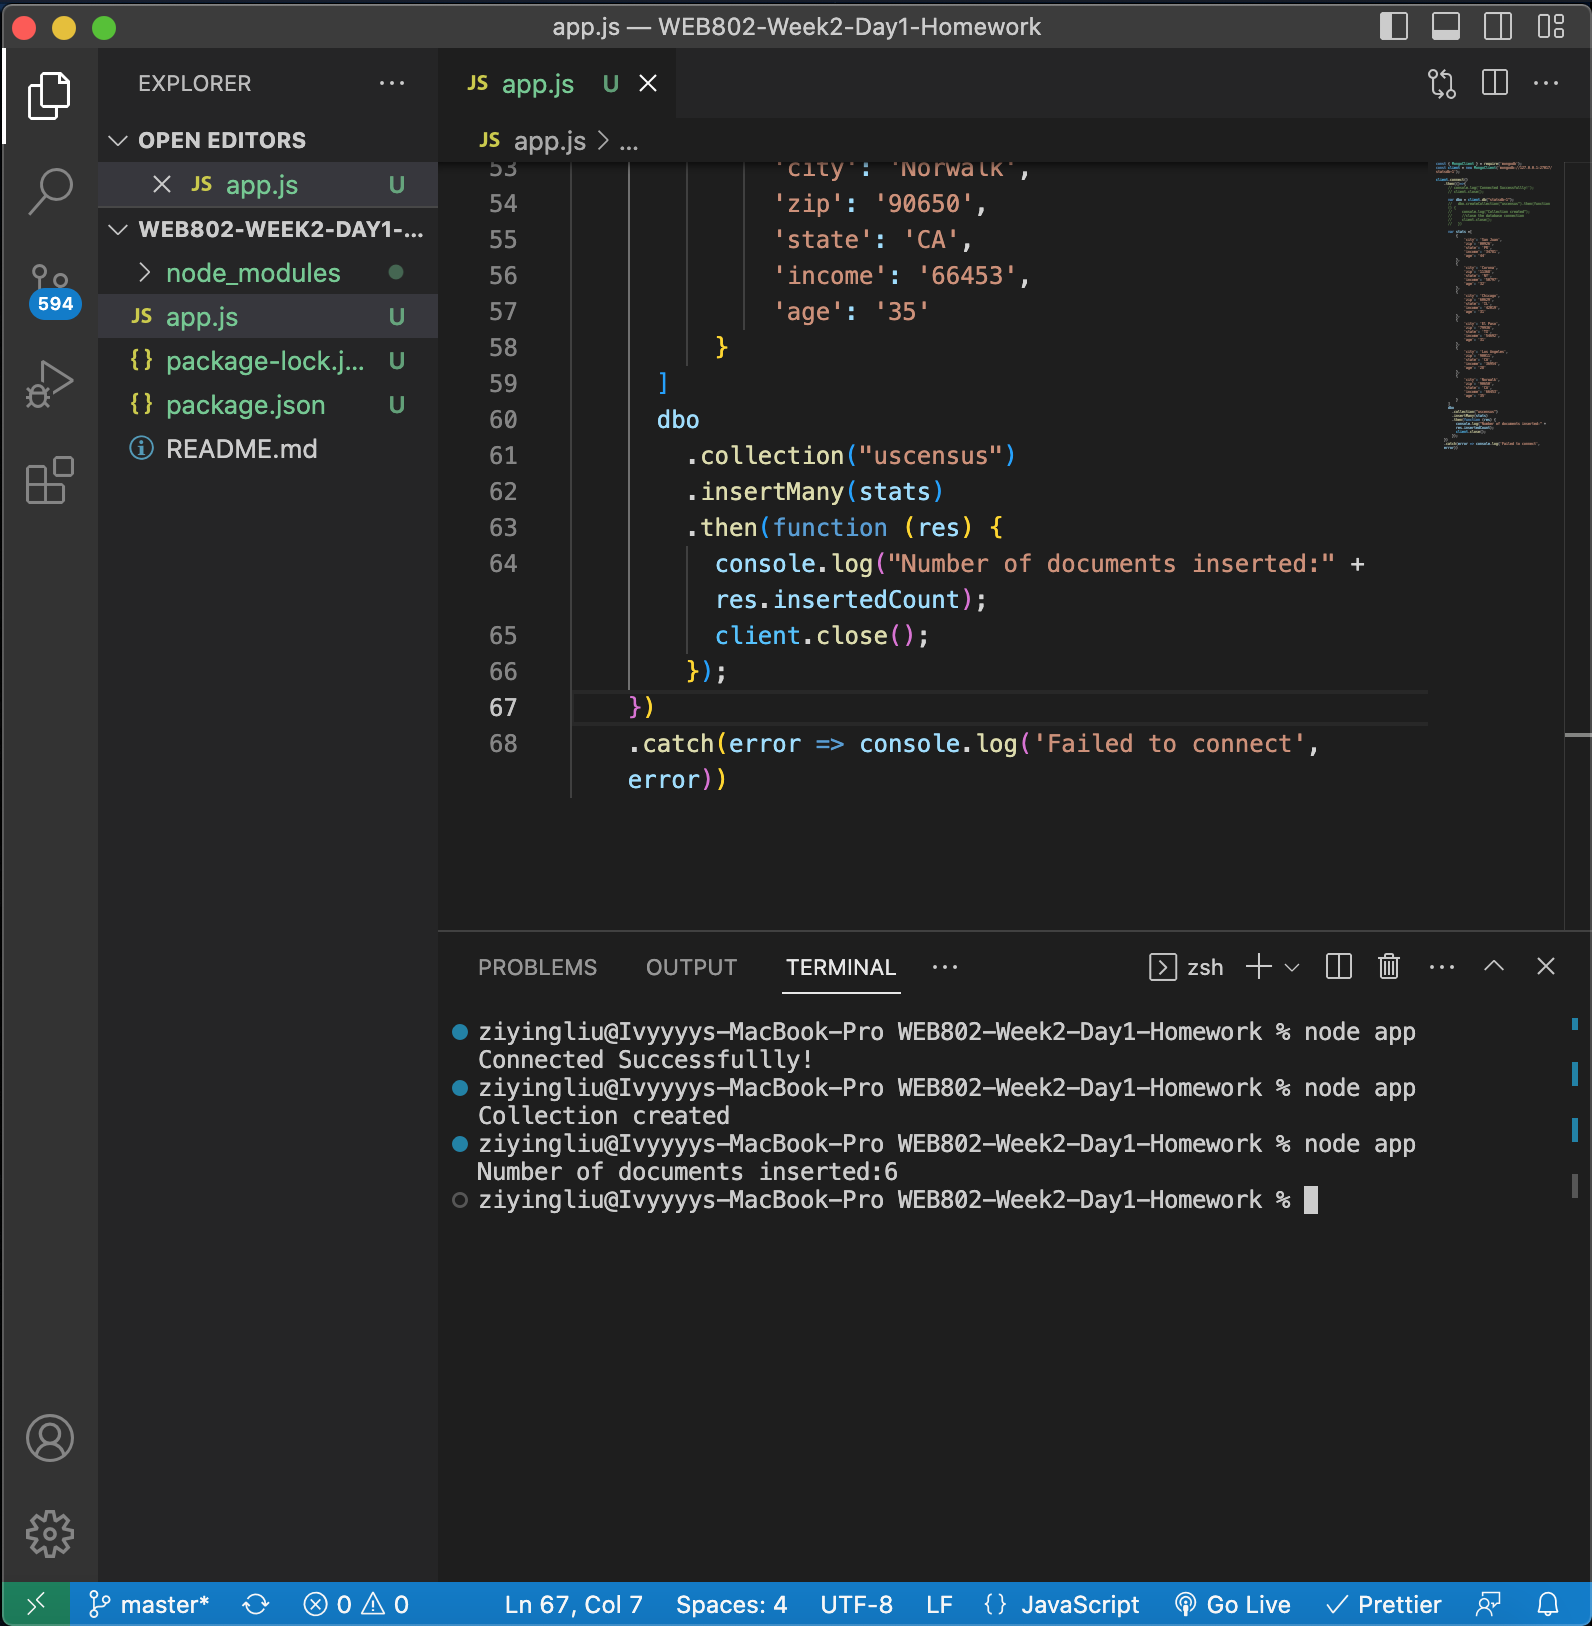 app.js — WEB802-Week2-Day1-Homework
EXPLORER
OPEN EDITORS
JS app.js U
WEB802-WEEK2-DAY1-...
node_modules
JS app.js U
{} package-lock.j... U
{} package.json U
README.md
594
JS app.js U
JS app.js > ...
53 'city': 'Norwalk',
54 'zip': '90650',
55 'state': 'CA',
56 'income': '66453',
57 'age': '35'
58 }
59 ]
60 dbo
61 .collection("uscensus")
62 .insertMany(stats)
63 .then(function (res) {
64 console.log("Number of documents inserted:" +
res.insertedCount);
65 client.close();
66 });
67 })
68 .catch(error => console.log('Failed to connect',
error))
PROBLEMS OUTPUT TERMINAL ... zsh
ziyingliu@Ivyyyys-MacBook-Pro WEB802-Week2-Day1-Homework % node app
Connected Successfullly!
ziyingliu@Ivyyyys-MacBook-Pro WEB802-Week2-Day1-Homework % node app
Collection created
ziyingliu@Ivyyyys-MacBook-Pro WEB802-Week2-Day1-Homework % node app
Number of documents inserted:6
ziyingliu@Ivyyyys-MacBook-Pro WEB802-Week2-Day1-Homework %
master* 0 0 Ln 67, Col 7 Spaces: 4 UTF-8 LF {} JavaScript Go Live Prettier